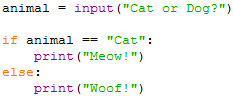 animal = input("Cat or Dog?")
if animal == "Cat":
    print("Meow!")
else:
    print("Woof!")